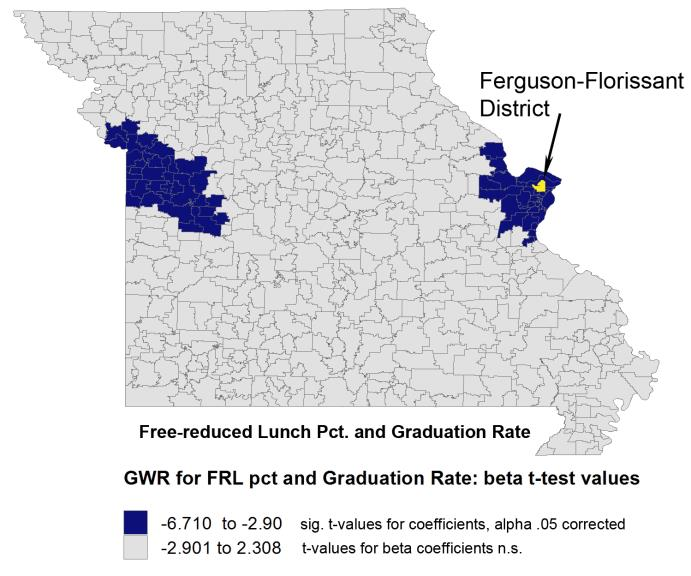 Ferguson-Florissant
District
Free-reduced Lunch Pct. and Graduation Rate
GWR for FRL pct and Graduation Rate: beta t-test values
-6.710 to -2.90 sig. t-values for coefficients, alpha .05 corrected
-2.901 to 2.308 t-values for beta coefficients n.s.